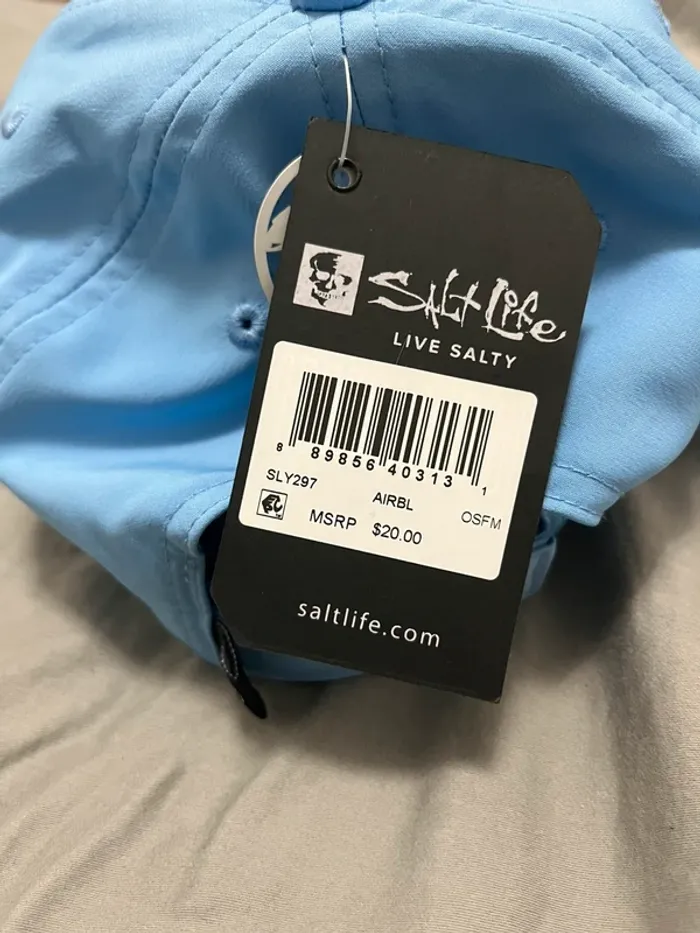 Salt Life
LIVE SALTY
8 89856 40313 1
SLY297
AIRBL
OSFM
MSRP $20.00
saltlife.com